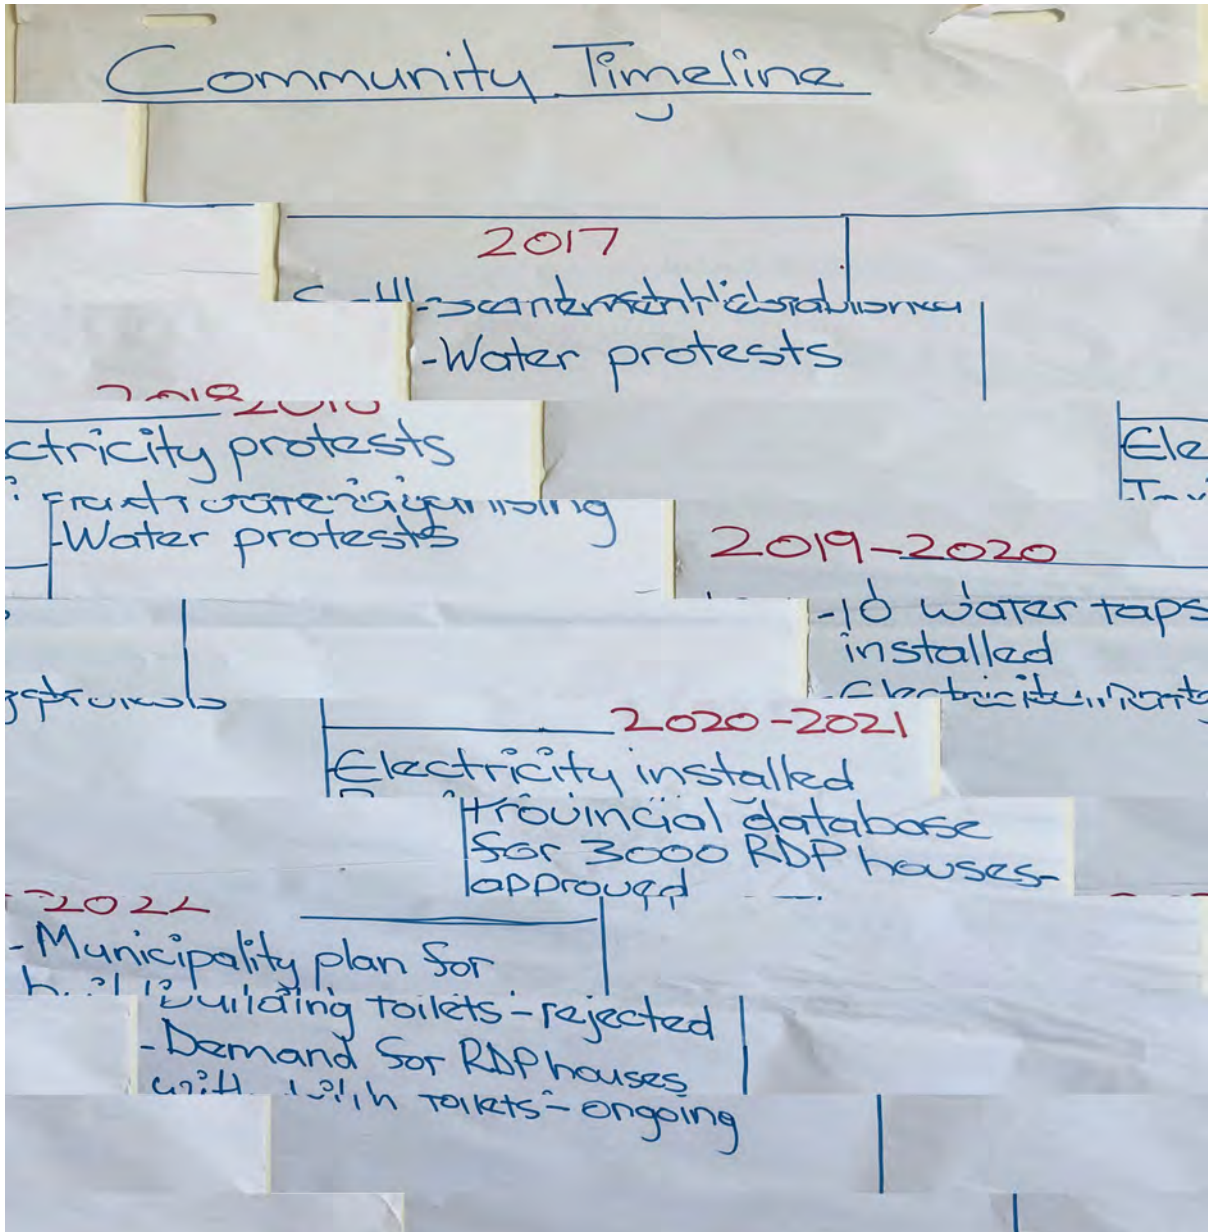 Community Timeline
2017
-Water protests
ctricity protests
Ele
-Water protests
2019-2020
-10 water taps
installed
2020-2021
Electricity installed
Provincial database
for 3000 RDP houses-
approved
-2022
-Municipality plan for
building toilets-rejected
-Demand for RDP houses
with toilets-ongoing